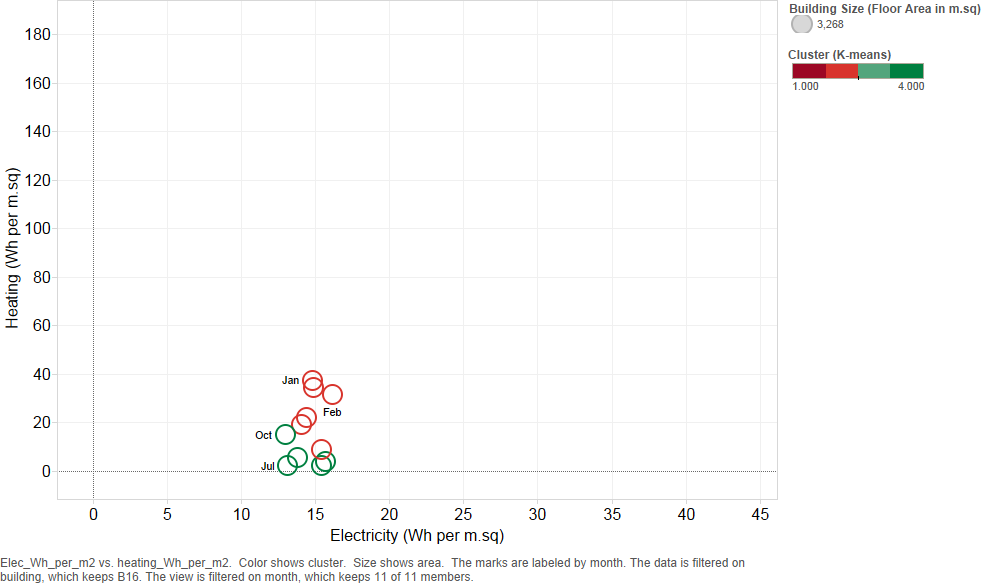 Building Size (Floor Area in m.sq)
3,268
Cluster (K-means)
1.000 4.000
Heating (Wh per m.sq)
180
160
140
120
100
80
60
40
20
0
Jan
Feb
Oct
Jul
0 5 10 15 20 25 30 35 40 45
Electricity (Wh per m.sq)
Elec_Wh_per_m2 vs. heating_Wh_per_m2.  Color shows cluster.  Size shows area.  The marks are labeled by month. The data is filtered on
building, which keeps B16. The view is filtered on month, which keeps 11 of 11 members.